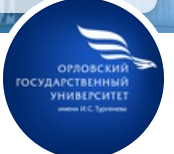 ОРЛОВСКИЙ
ГОСУДАРСТВЕННЫЙ
УНИВЕРСИТЕТ
имени И.С. Тургенева